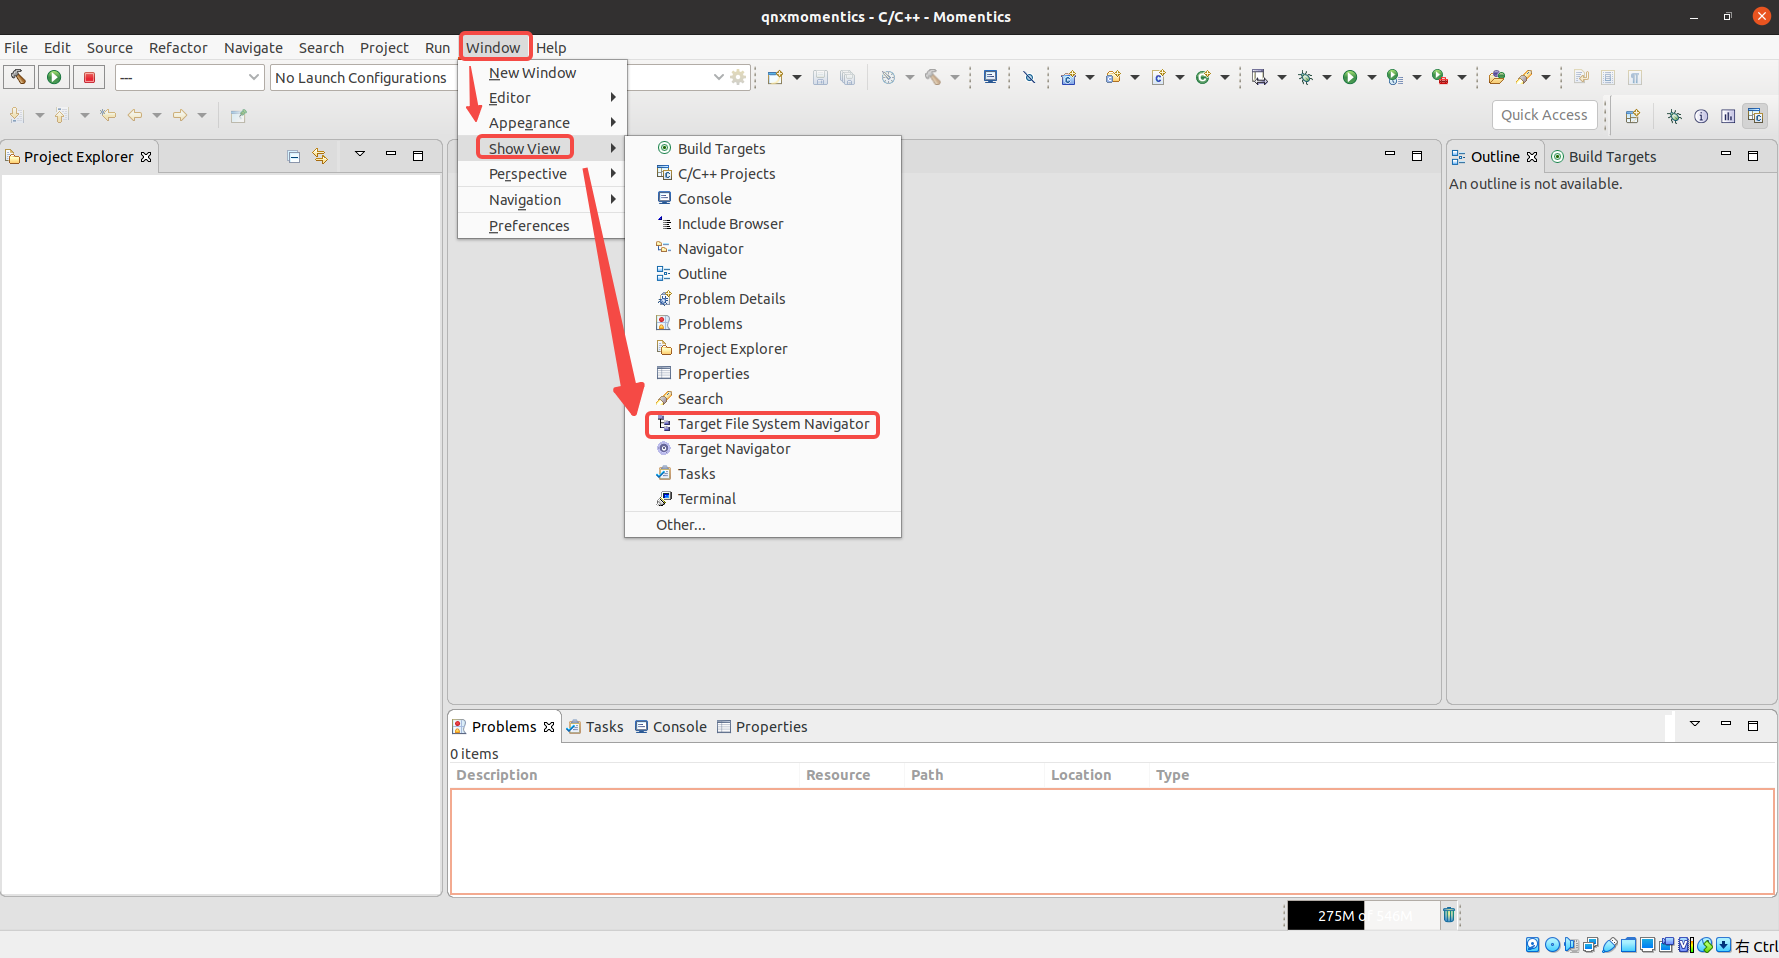 qnxmomentics - C/C++ - Momentics
File Edit Source Refactor Navigate Search Project Run Window Help
---
No Launch Configurations
New Window
Editor
Appearance
Show View
Perspective
Navigation
Preferences
Quick Access
Project Explorer
Build Targets
C/C++ Projects
Console
Include Browser
Navigator
Outline
Problem Details
Problems
Project Explorer
Properties
Search
Target File System Navigator
Target Navigator
Tasks
Terminal
Other...
Outline Build Targets
An outline is not available.
Problems Tasks Console Properties
0 items
Description Resource Path Location Type
275M of 546M
右 Ctrl